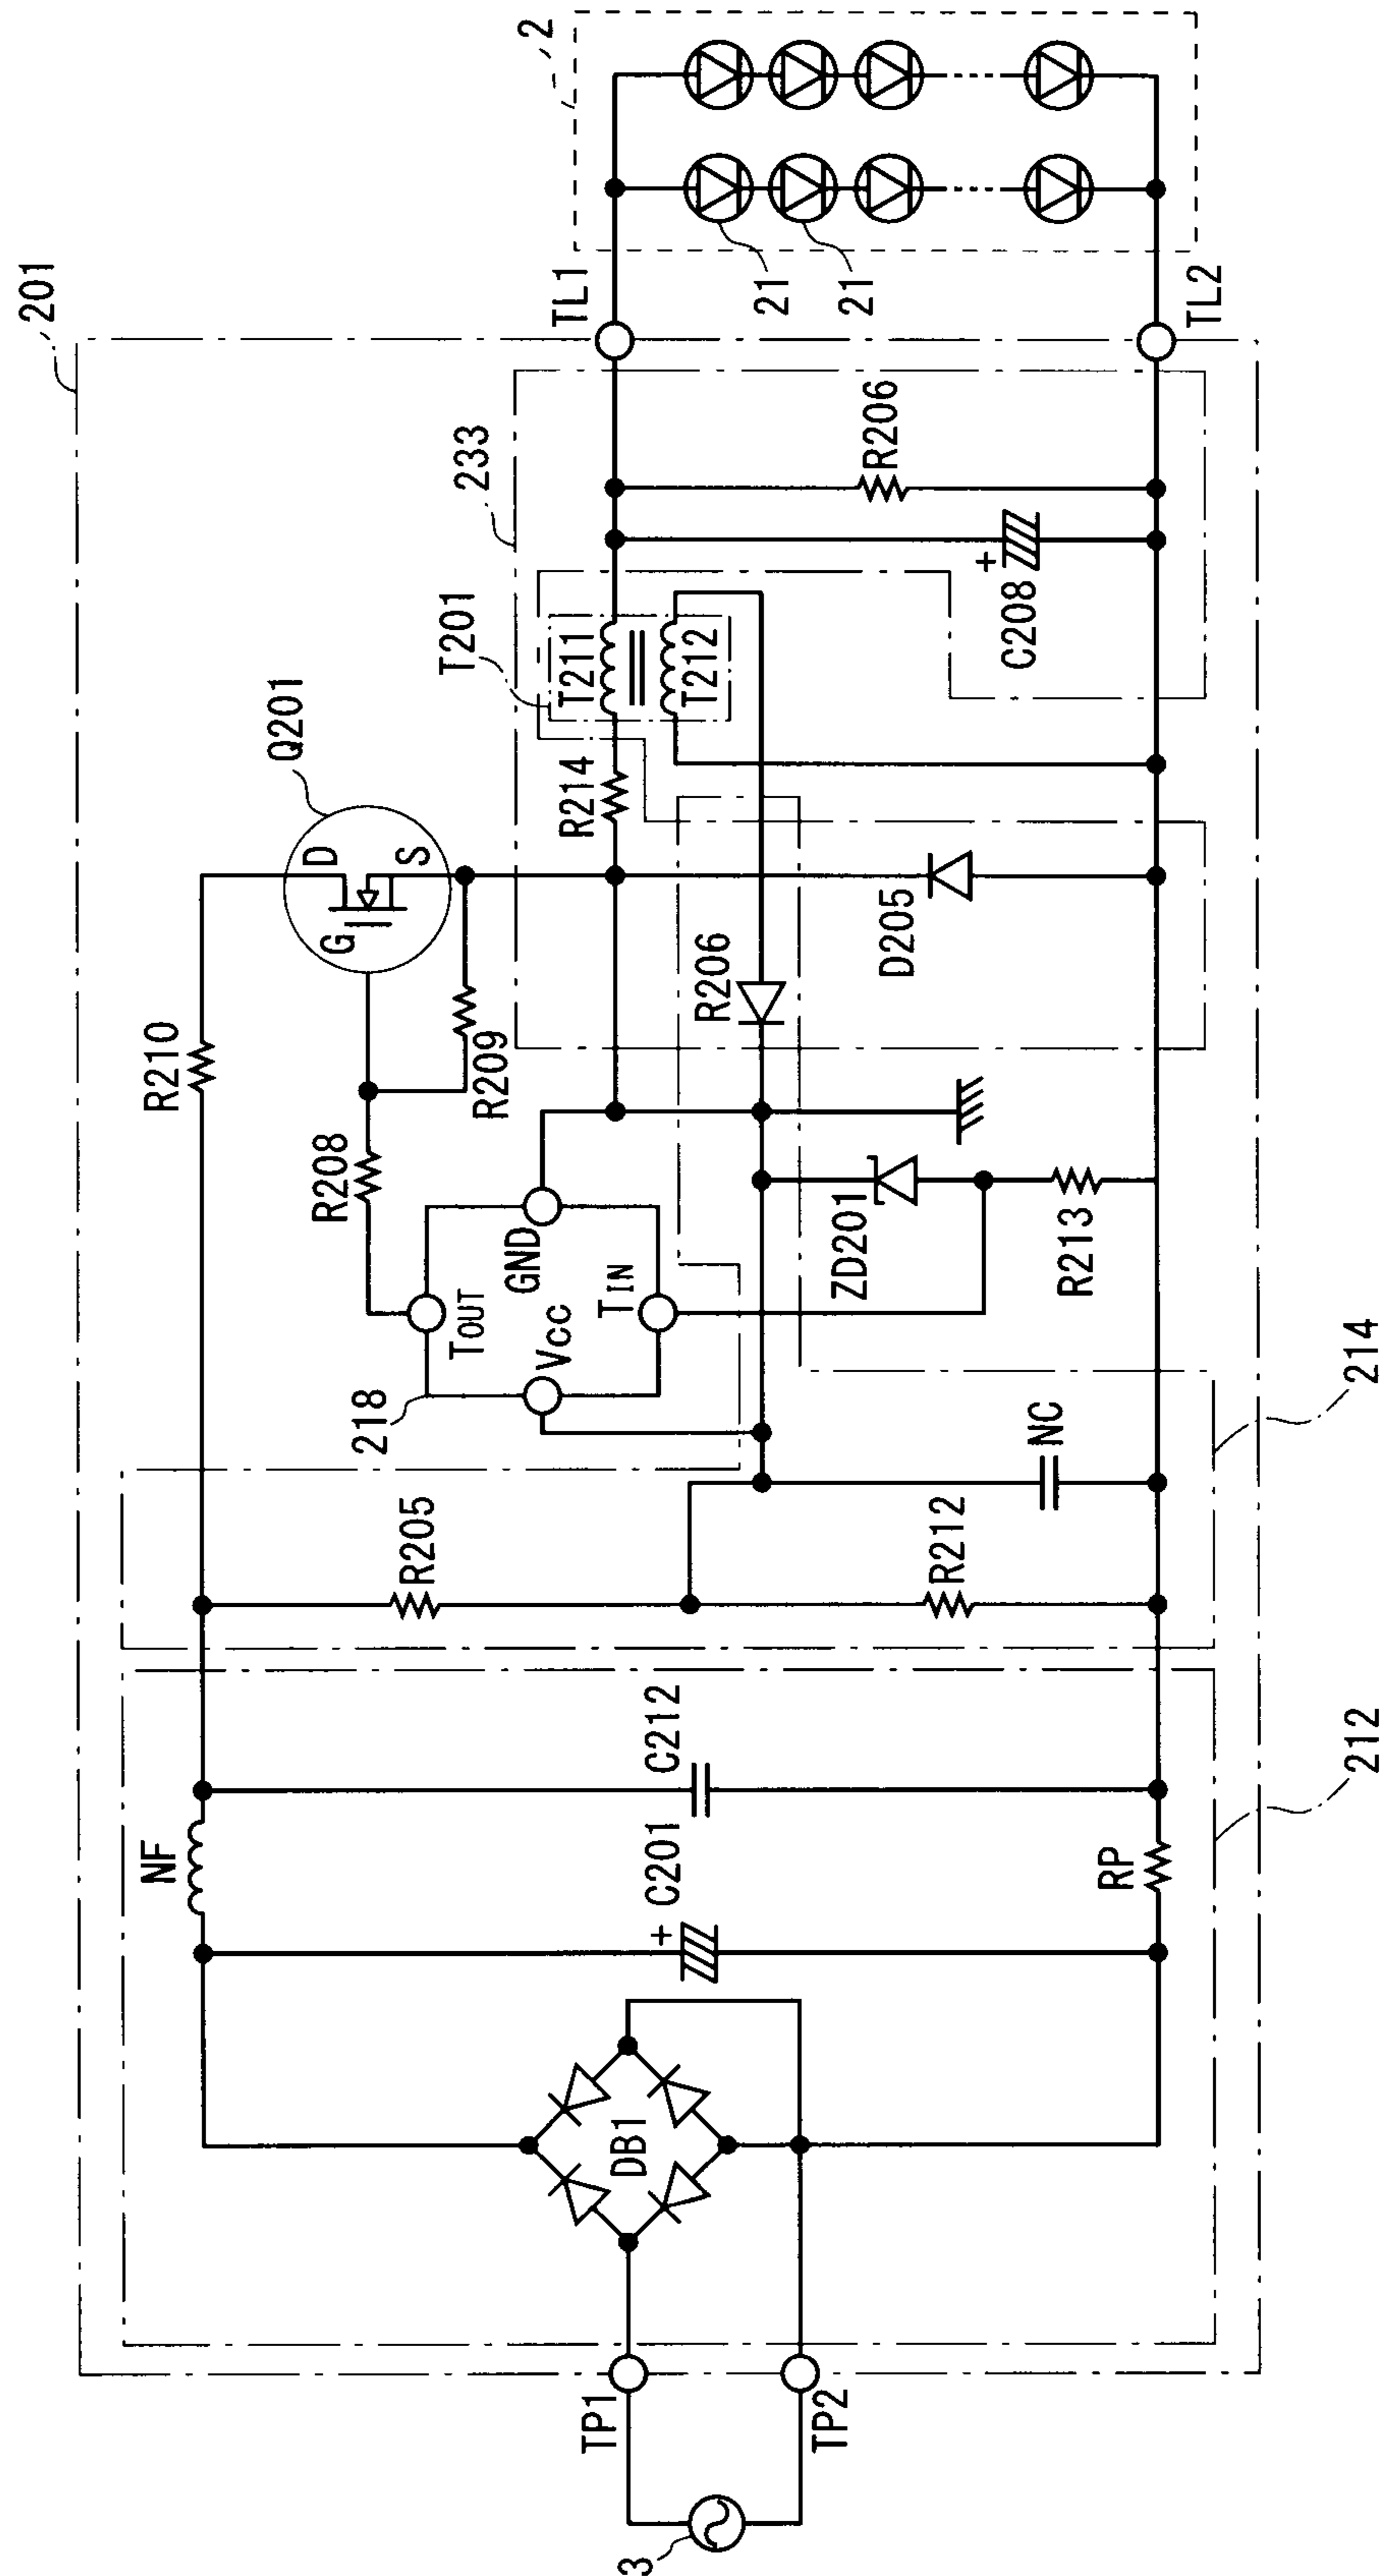 201
2
Q201
T201
233
TL1
R210
D
G
S
R208
R209
R214
T211
T212
21
21
R206
TL2
218
TOUT
GND
Vcc
TIN
R206
D205
C208
+
R205
ZD201
R213
NC
R212
214
NF
C212
C201
+
RP
212
DB1
TP1
TP2
3